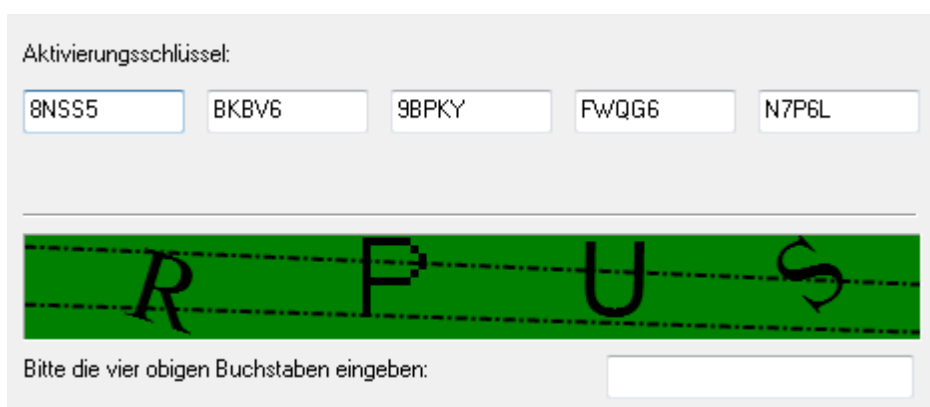 Aktivierungsschlüssel:
8NSS5 BKBV6 9BPKY FWQG6 N7P6L
R P U S
Bitte die vier obigen Buchstaben eingeben: